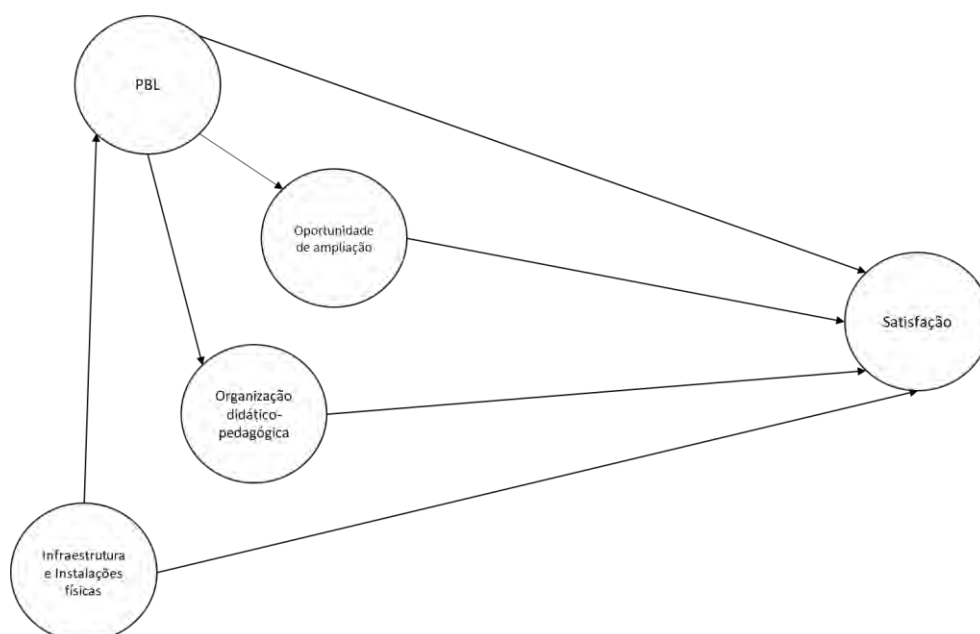 PBL
Oportunidade
de ampliação
Satisfação
Organização
didático-
pedagógica
Infraestrutura
e Instalações
físicas